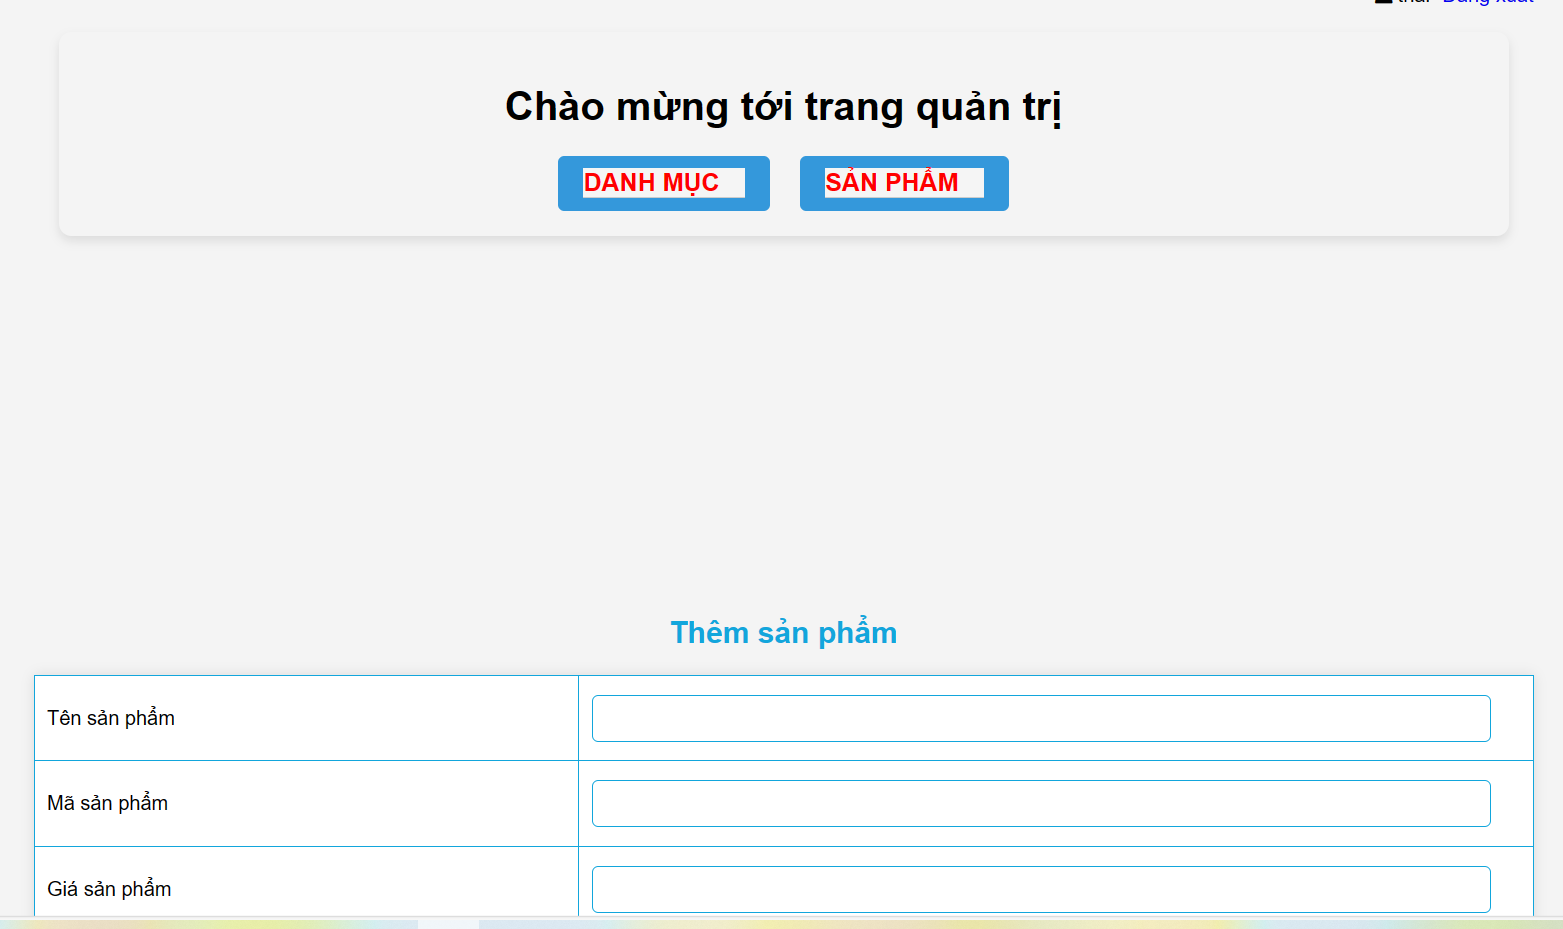 Chào mừng tới trang quản trị
DANH MỤC SẢN PHẨM
Thêm sản phẩm
Tên sản phẩm
Mã sản phẩm
Giá sản phẩm